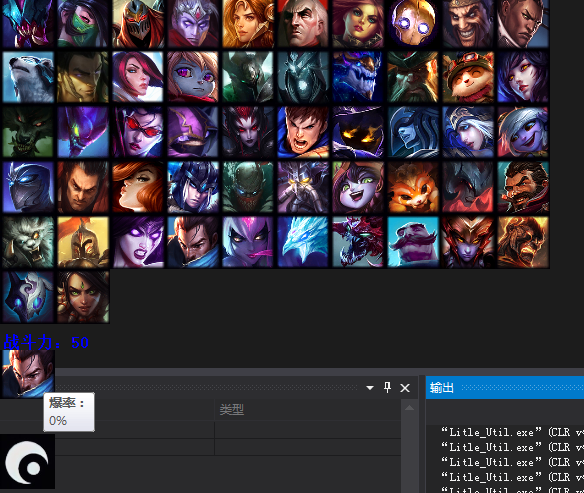 战斗力：50
爆率：
0%
类型
输出
“Litle_Util.exe”(CLR v
“Litle_Util.exe”(CLR v
“Litle_Util.exe”(CLR v
“Litle_Util.exe”(CLR v
“Litle_Util.exe”(CLR v